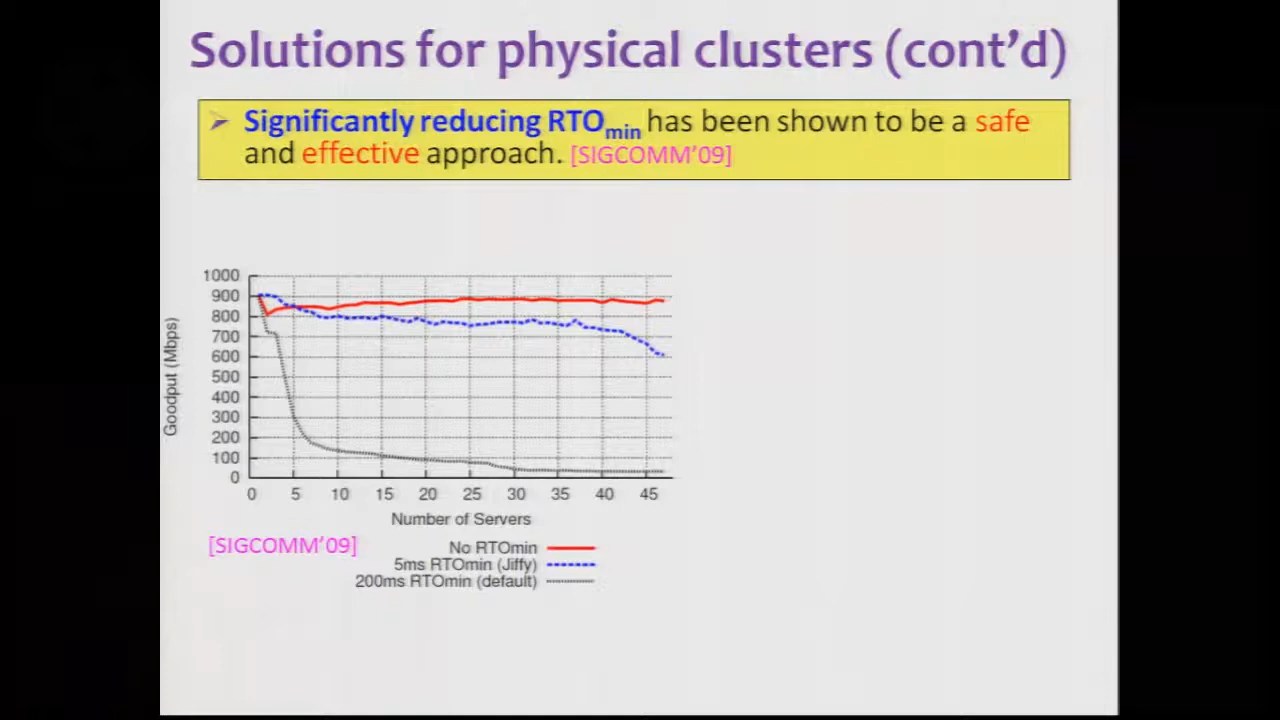 Solutions for physical clusters (cont’d)
➢ Significantly reducing RTOmin has been shown to be a safe
and effective approach. [SIGCOMM’09]
1000
900
800
700
600
500
400
300
200
100
0
Goodput (Mbps)
0 5 10 15 20 25 30 35 40 45
Number of Servers
[SIGCOMM’09]
No RTOmin
5ms RTOmin (Jiffy)
200ms RTOmin (default)